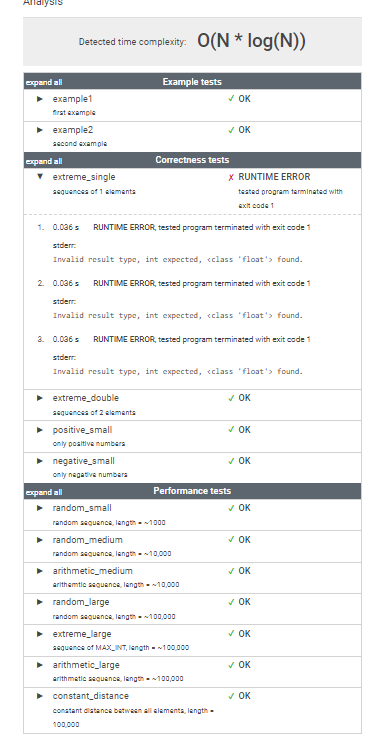 Analysis
Detected time complexity: O(N * log(N))
expand all Example tests
▶ example1 ✓ OK
first example
▶ example2 ✓ OK
second example
expand all Correctness tests
▼ extreme_single ✗ RUNTIME ERROR
sequences of 1 elements tested program terminated with
exit code 1
1. 0.036 s RUNTIME ERROR, tested program terminated with exit code 1
stderr:
Invalid result type, int expected, <class 'float'> found.
2. 0.036 s RUNTIME ERROR, tested program terminated with exit code 1
stderr:
Invalid result type, int expected, <class 'float'> found.
3. 0.036 s RUNTIME ERROR, tested program terminated with exit code 1
stderr:
Invalid result type, int expected, <class 'float'> found.
▶ extreme_double ✓ OK
sequences of 2 elements
▶ positive_small ✓ OK
only positive numbers
▶ negative_small ✓ OK
only negative numbers
expand all Performance tests
▶ random_small ✓ OK
random sequence, length = ~1000
▶ random_medium ✓ OK
random sequence, length = ~10,000
▶ arithmetic_medium ✓ OK
arithemtic sequence, length = ~10,000
▶ random_large ✓ OK
random sequence, length = ~100,000
▶ extreme_large ✓ OK
sequence of MAX_INT, length = ~100,000
▶ arithmetic_large ✓ OK
arithmetic sequence, length = ~100,000
▶ constant_distance ✓ OK
constant distance between all elements, length =
100,000